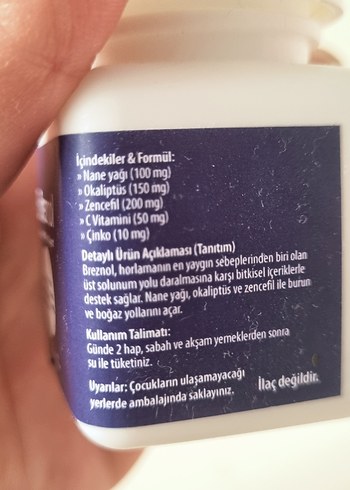 İçindekiler & Formül:
» Nane yağı (100 mg)
» Okaliptüs (150 mg)
» Zencefil (200 mg)
» C Vitamini (50 mg)
» Çinko (10 mg)
Detaylı Ürün Açıklaması (Tanıtım)
Breznol, horlamanın en yaygın sebeplerinden biri olan
üst solunum yolu daralmasına karşı bitkisel içeriklerle
destek sağlar. Nane yağı, okaliptüs ve zencefil ile burun
ve boğaz yollarını açar.
Kullanım Talimatı:
Günde 2 hap, sabah ve akşam yemeklerden sonra
su ile tüketiniz.
Uyarılar: Çocukların ulaşamayacağı
yerlerde ambalajında saklayınız.
İlaç değildir.